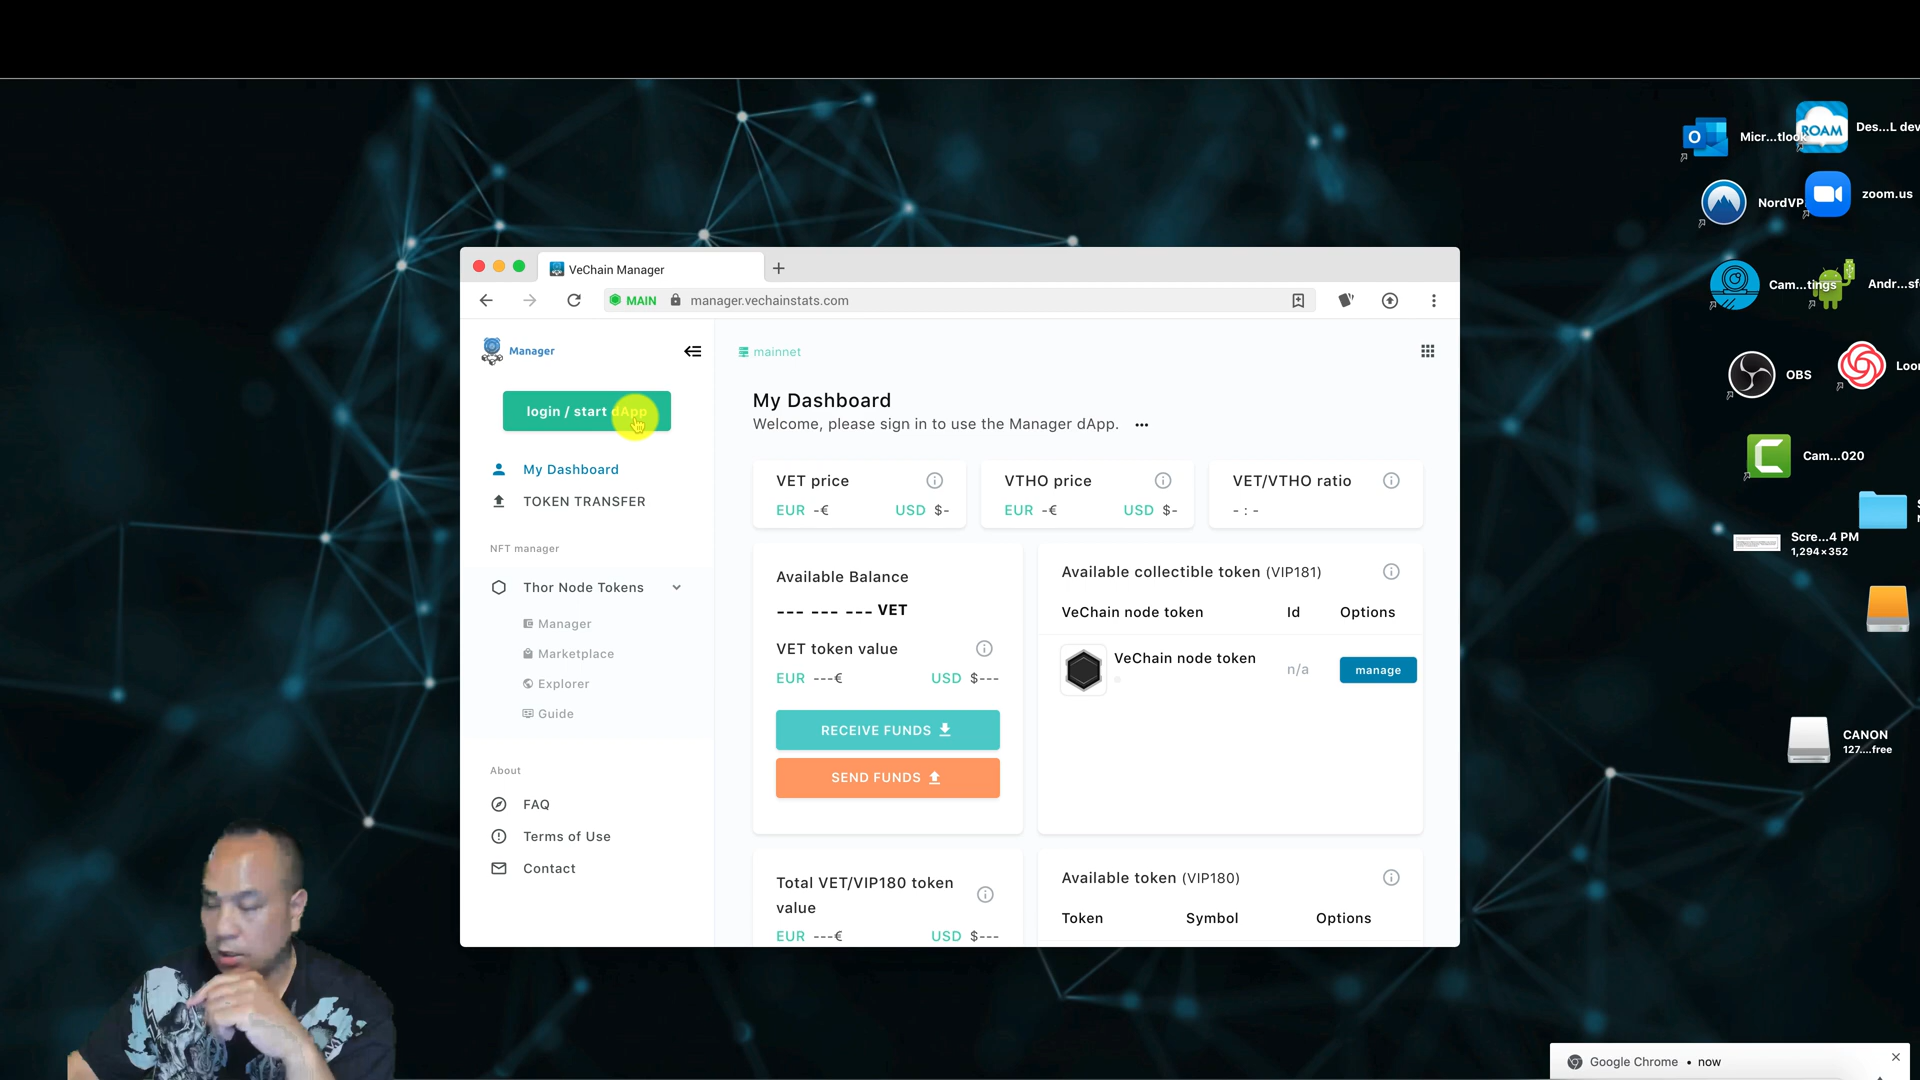 VeChain Manager
MAIN manager.vechainstats.com
Manager
login / start dApp
My Dashboard
TOKEN TRANSFER
NFT manager
Thor Node Tokens
Manager
Marketplace
Explorer
Guide
About
FAQ
Terms of Use
Contact
mainnet
My Dashboard
Welcome, please sign in to use the Manager dApp. •••
VET price
EUR -€ USD $-
VTHO price
EUR -€ USD $-
VET/VTHO ratio
- : -
Available Balance
--- --- --- VET
VET token value
EUR ---€ USD $---
RECEIVE FUNDS
SEND FUNDS
Available collectible token (VIP181)
VeChain node token Id Options
VeChain node token n/a manage
Total VET/VIP180 token
value
EUR ---€ USD $---
Available token (VIP180)
Token Symbol Options
Micr...tlook
ROAM
Des...L dev
NordVP
zoom.us
Cam...tings
Andr...sf
OBS
Loo
Cam...020
Scre...4 PM
1,294×352
CANON
127....free
Google Chrome • now